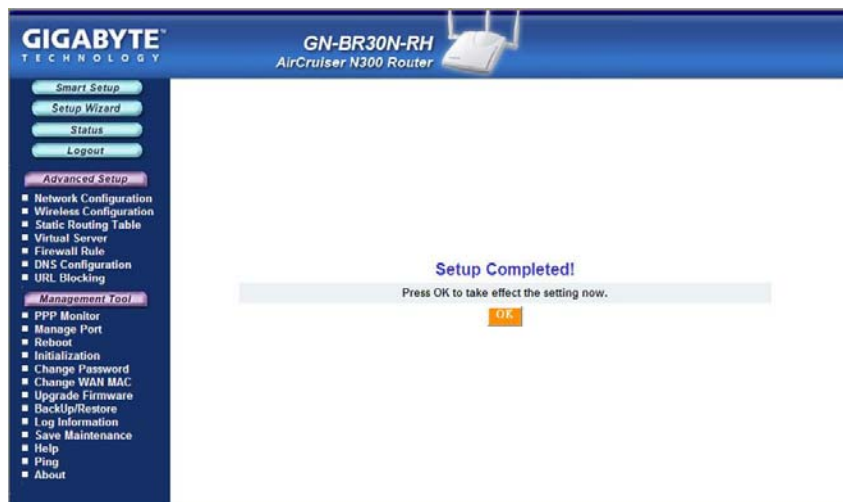 GIGABYTE™
TECHNOLOGY
GN-BR30N-RH
AirCruiser N300 Router
Smart Setup
Setup Wizard
Status
Logout
Advanced Setup
Network Configuration
Wireless Configuration
Static Routing Table
Virtual Server
Firewall Rule
DNS Configuration
URL Blocking
Management Tool
PPP Monitor
Manage Port
Reboot
Initialization
Change Password
Change WAN MAC
Upgrade Firmware
BackUp/Restore
Log Information
Save Maintenance
Help
Ping
About
Setup Completed!
Press OK to take effect the setting now.
OK